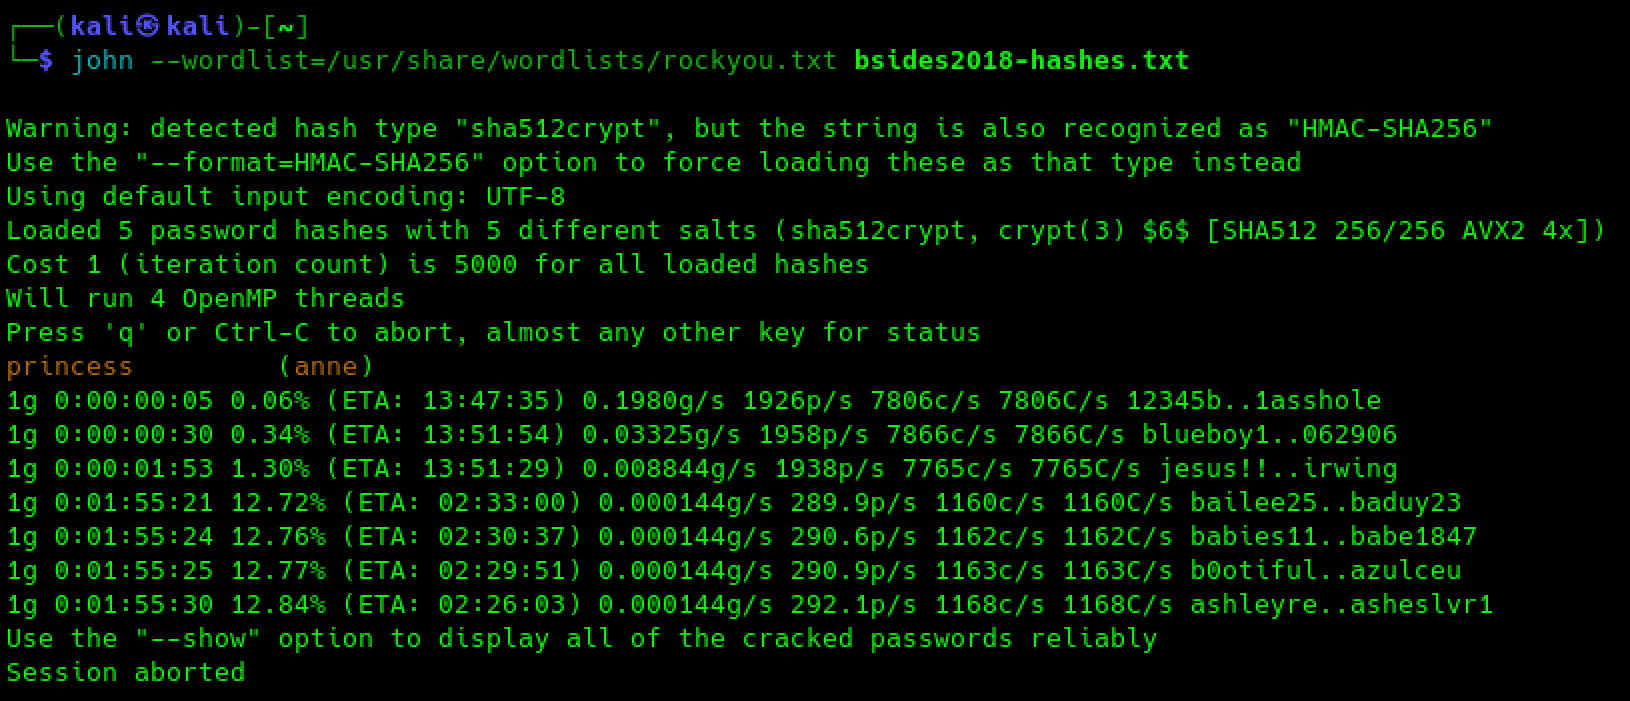 ┌──(kali㉿kali)-[~]
└─$ john --wordlist=/usr/share/wordlists/rockyou.txt bsides2018-hashes.txt
Warning: detected hash type "sha512crypt", but the string is also recognized as "HMAC-SHA256"
Use the "--format=HMAC-SHA256" option to force loading these as that type instead
Using default input encoding: UTF-8
Loaded 5 password hashes with 5 different salts (sha512crypt, crypt(3) $6$ [SHA512 256/256 AVX2 4x])
Cost 1 (iteration count) is 5000 for all loaded hashes
Will run 4 OpenMP threads
Press 'q' or Ctrl-C to abort, almost any other key for status
princess         (anne)
1g 0:00:00:05 0.06% (ETA: 13:47:35) 0.1980g/s 1926p/s 7806c/s 7806C/s 12345b..1asshole
1g 0:00:00:30 0.34% (ETA: 13:51:54) 0.03325g/s 1958p/s 7866c/s 7866C/s blueboy1..062906
1g 0:00:01:53 1.30% (ETA: 13:51:29) 0.008844g/s 1938p/s 7765c/s 7765C/s jesus!!..irwing
1g 0:01:55:21 12.72% (ETA: 02:33:00) 0.000144g/s 289.9p/s 1160c/s 1160C/s bailee25..baduy23
1g 0:01:55:24 12.76% (ETA: 02:30:37) 0.000144g/s 290.6p/s 1162c/s 1162C/s babies11..babe1847
1g 0:01:55:25 12.77% (ETA: 02:29:51) 0.000144g/s 290.9p/s 1163c/s 1163C/s b0otiful..azulceu
1g 0:01:55:30 12.84% (ETA: 02:26:03) 0.000144g/s 292.1p/s 1168c/s 1168C/s ashleyre..asheslvr1
Use the "--show" option to display all of the cracked passwords reliably
Session aborted